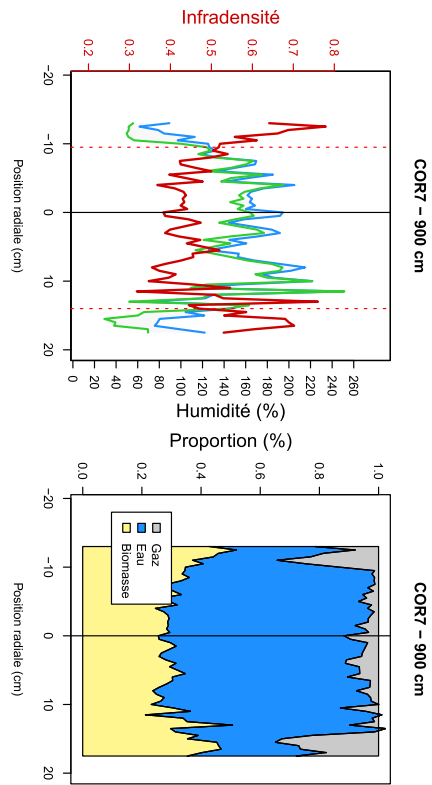 Infradensité
0.2 0.3 0.4 0.5 0.6 0.7 0.8
COR7 − 900 cm
−20 −10 0 10 20
Position radiale (cm)
0 20 40 60 80 100 120 140 160 180 200 220 240 260
Humidité (%)
Proportion (%)
0.0 0.2 0.4 0.6 0.8 1.0
COR7 − 900 cm
−20 −10 0 10 20
Position radiale (cm)
Gaz
Eau
Biomasse